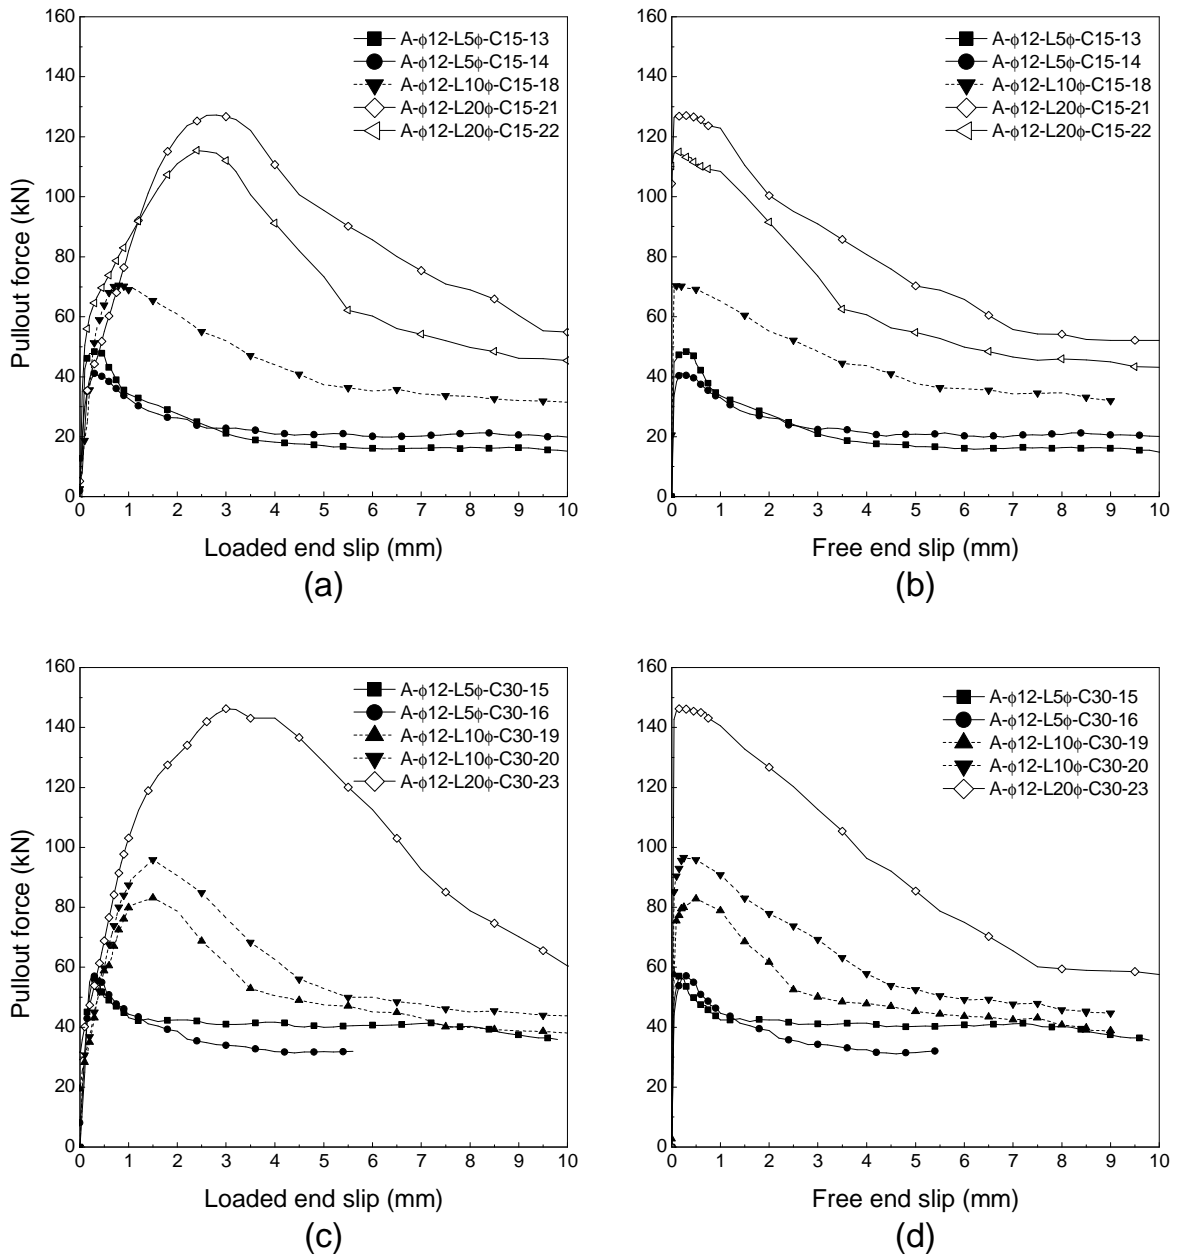 160
140
120
100
80
60
40
20
0
Pullout force (kN)
A-ϕ12-L5ϕ-C15-13
A-ϕ12-L5ϕ-C15-14
A-ϕ12-L10ϕ-C15-18
A-ϕ12-L20ϕ-C15-21
A-ϕ12-L20ϕ-C15-22
0 1 2 3 4 5 6 7 8 9 10
Loaded end slip (mm)
(a)
160
140
120
100
80
60
40
20
0
A-ϕ12-L5ϕ-C15-13
A-ϕ12-L5ϕ-C15-14
A-ϕ12-L10ϕ-C15-18
A-ϕ12-L20ϕ-C15-21
A-ϕ12-L20ϕ-C15-22
0 1 2 3 4 5 6 7 8 9 10
Free end slip (mm)
(b)
160
140
120
100
80
60
40
20
0
Pullout force (kN)
A-ϕ12-L5ϕ-C30-15
A-ϕ12-L5ϕ-C30-16
A-ϕ12-L10ϕ-C30-19
A-ϕ12-L10ϕ-C30-20
A-ϕ12-L20ϕ-C30-23
0 1 2 3 4 5 6 7 8 9 10
Loaded end slip (mm)
(c)
160
140
120
100
80
60
40
20
0
A-ϕ12-L5ϕ-C30-15
A-ϕ12-L5ϕ-C30-16
A-ϕ12-L10ϕ-C30-19
A-ϕ12-L10ϕ-C30-20
A-ϕ12-L20ϕ-C30-23
0 1 2 3 4 5 6 7 8 9 10
Free end slip (mm)
(d)